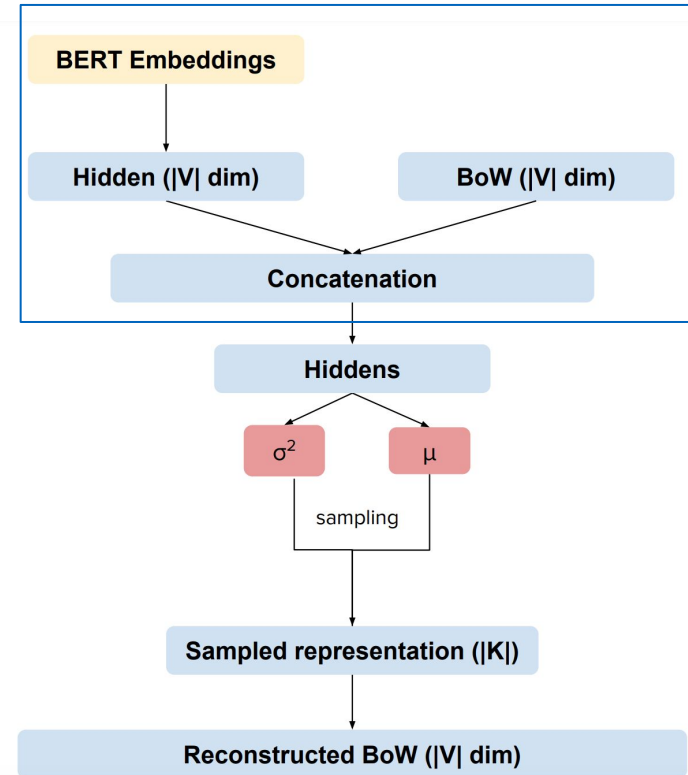 BERT Embeddings
Hidden (|V| dim)
BoW (|V| dim)
Concatenation
Hiddens
σ²
μ
sampling
Sampled representation (|K|)
Reconstructed BoW (|V| dim)